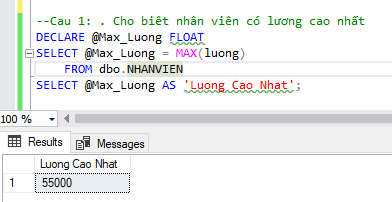 --Cau 1: . Cho biết nhân viên có lương cao nhất
DECLARE @Max_Luong FLOAT
SELECT @Max_Luong = MAX(luong)
FROM dbo.NHANVIEN
SELECT @Max_Luong AS 'Luong Cao Nhat';
100 %
Results Messages
Luong Cao Nhat
1 55000